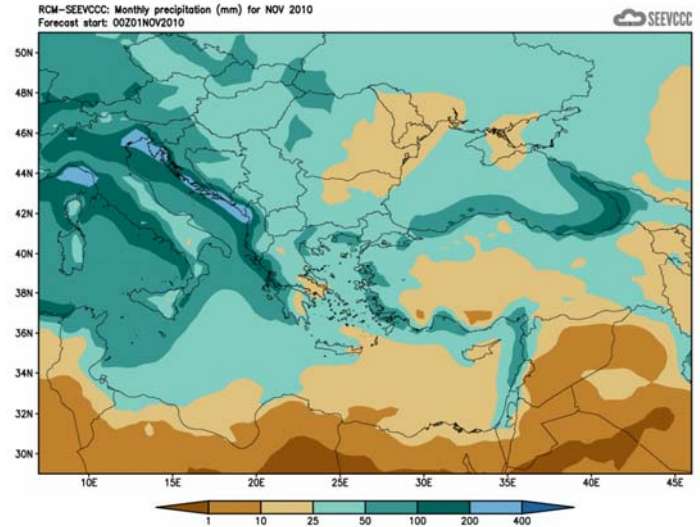 RCM-SEEVCCC: Monthly precipitation (mm) for NOV 2010
Forecast start: 00Z01NOV2010
SEEVCCC
50N
48N
46N
44N
42N
40N
38N
36N
34N
32N
30N
10E 15E 20E 25E 30E 35E 40E 45E
1 10 25 50 100 200 400